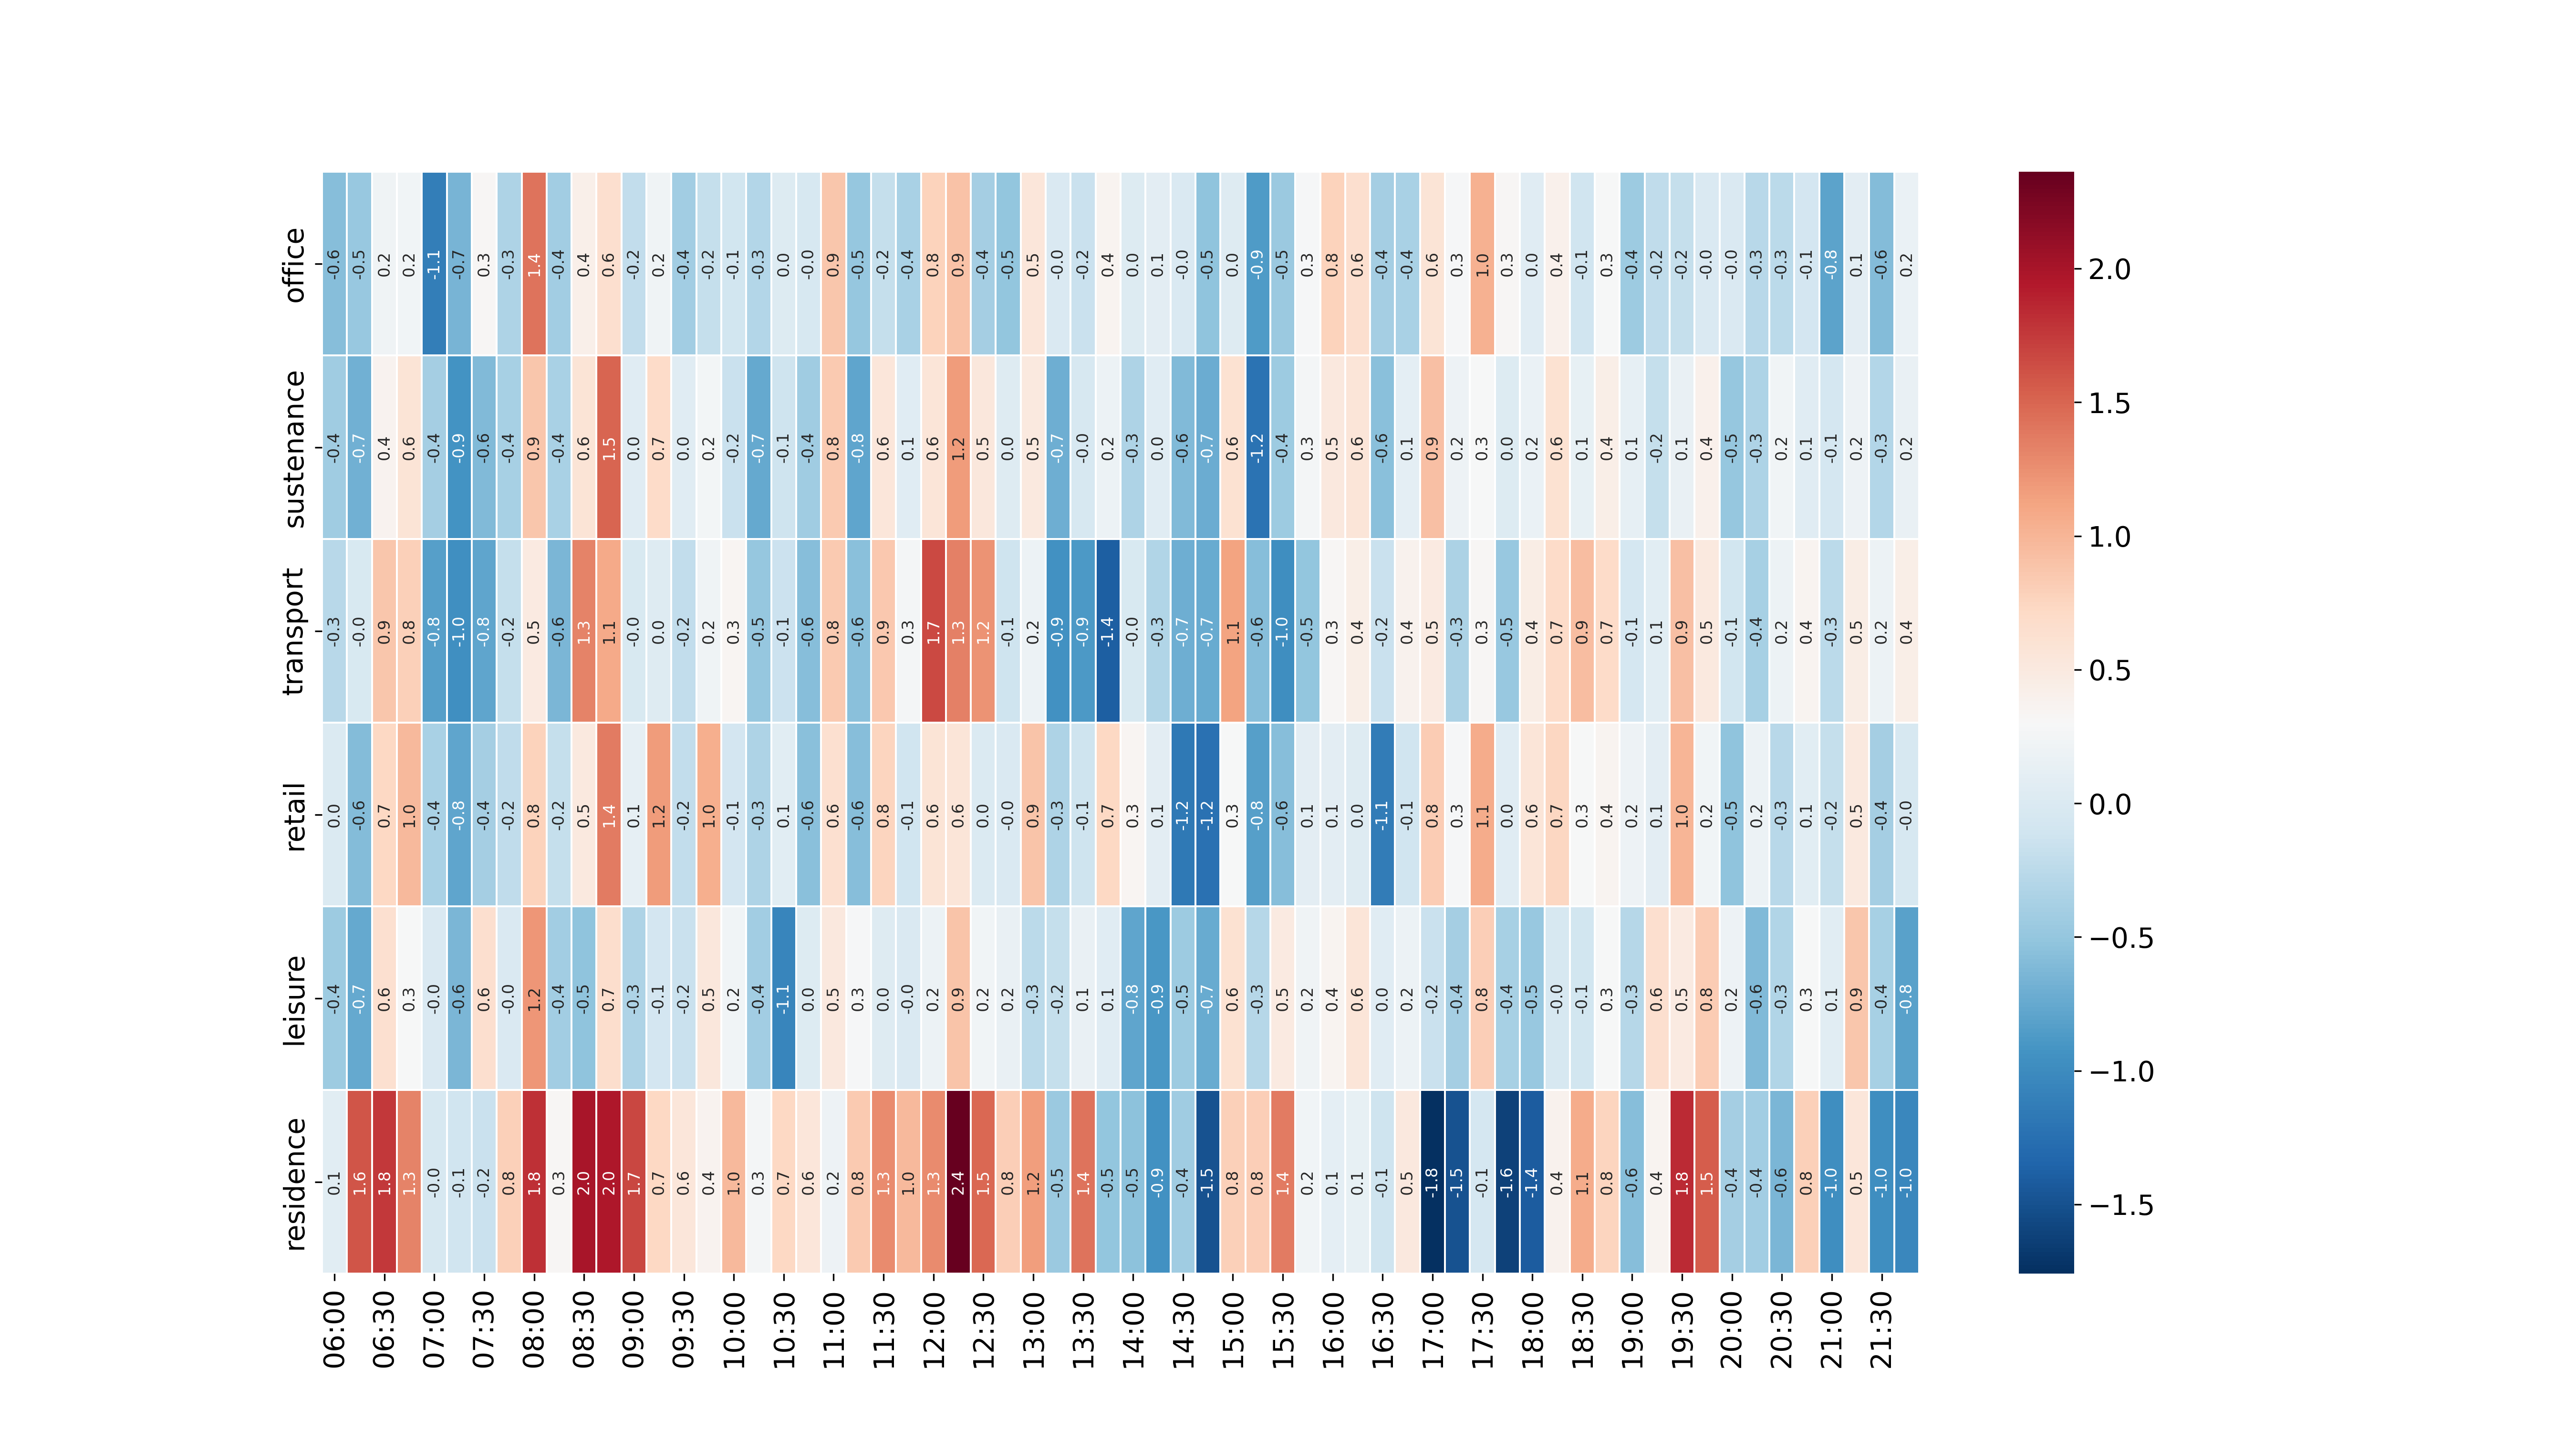 office -0.6 -0.5 0.2 0.2 -1.1 -0.7 0.3 -0.3 1.4 -0.4 0.4 0.6 -0.2 0.2 -0.4 -0.2 -0.1 -0.3 0.0 -0.0 0.9 -0.5 -0.2 -0.4 0.8 0.9 -0.4 -0.5 0.5 -0.0 -0.2 0.4 0.0 0.1 -0.0 -0.5 0.0 -0.9 -0.5 0.3 0.8 0.6 -0.4 -0.4 0.6 0.3 1.0 0.3 0.0 0.4 -0.1 0.3 -0.4 -0.2 -0.2 -0.0 -0.0 -0.3 -0.3 -0.1 -0.8 0.1 -0.6 0.2
sustenance -0.4 -0.7 0.4 0.6 -0.4 -0.9 -0.6 -0.4 0.9 -0.4 0.6 1.5 0.0 0.7 0.0 0.2 -0.2 -0.7 -0.1 -0.4 0.8 -0.8 0.6 0.1 0.6 1.2 0.5 0.0 0.5 -0.7 -0.0 0.2 -0.3 0.0 -0.6 -0.7 0.6 -1.2 -0.4 0.3 0.5 0.6 -0.6 0.1 0.9 0.2 0.3 0.0 0.2 0.6 0.1 0.4 0.1 -0.2 0.1 0.4 -0.5 -0.3 0.2 0.1 -0.1 0.2 -0.3 0.2
transport -0.3 -0.0 0.9 0.8 -0.8 -1.0 -0.8 -0.2 0.5 -0.6 1.3 1.1 -0.0 0.0 -0.2 0.2 0.3 -0.5 -0.1 -0.6 0.8 -0.6 0.9 0.3 1.7 1.3 1.2 -0.1 0.2 -0.9 -0.9 -1.4 -0.0 -0.3 -0.7 -0.7 1.1 -0.6 -1.0 -0.5 0.3 0.4 -0.2 0.4 0.5 -0.3 0.3 -0.5 0.4 0.7 0.9 0.7 -0.1 0.1 0.9 0.5 -0.1 -0.4 0.2 0.4 -0.3 0.5 0.2 0.4
retail 0.0 -0.6 0.7 1.0 -0.4 -0.8 -0.4 -0.2 0.8 -0.2 0.5 1.4 0.1 1.2 -0.2 1.0 -0.1 -0.3 0.1 -0.6 0.6 -0.6 0.8 -0.1 0.6 0.6 0.0 -0.0 0.9 -0.3 -0.1 0.7 0.3 0.1 -1.2 -1.2 0.3 -0.8 -0.6 0.1 0.1 0.0 -1.1 -0.1 0.8 0.3 1.1 0.0 0.6 0.7 0.3 0.4 0.2 0.1 1.0 0.2 -0.5 0.2 -0.3 0.1 -0.2 0.5 -0.4 -0.0
leisure -0.4 -0.7 0.6 0.3 -0.0 -0.6 0.6 -0.0 1.2 -0.4 -0.5 0.7 -0.3 -0.1 -0.2 0.5 0.2 -0.4 -1.1 0.0 0.5 0.3 0.0 -0.0 0.2 0.9 0.2 0.2 -0.3 -0.2 0.1 0.1 -0.8 -0.9 -0.5 -0.7 0.6 -0.3 0.5 0.2 0.4 0.6 0.0 0.2 -0.2 -0.4 0.8 -0.4 -0.5 -0.0 -0.1 0.3 -0.3 0.6 0.5 0.8 0.2 -0.6 -0.3 0.3 0.1 0.9 -0.4 -0.8
residence 0.1 1.6 1.8 1.3 -0.0 -0.1 -0.2 0.8 1.8 0.3 2.0 2.0 1.7 0.7 0.6 0.4 1.0 0.3 0.7 0.6 0.2 0.8 1.3 1.0 1.3 2.4 1.5 0.8 1.2 -0.5 1.4 -0.5 -0.5 -0.9 -0.4 -1.5 0.8 0.8 1.4 0.2 0.1 0.1 -0.1 0.5 -1.8 -1.5 -0.1 -1.6 -1.4 0.4 1.1 0.8 -0.6 0.4 1.8 1.5 -0.4 -0.4 -0.6 0.8 -1.0 0.5 -1.0 -1.0
06:00 06:30 07:00 07:30 08:00 08:30 09:00 09:30 10:00 10:30 11:00 11:30 12:00 12:30 13:00 13:30 14:00 14:30 15:00 15:30 16:00 16:30 17:00 17:30 18:00 18:30 19:00 19:30 20:00 20:30 21:00 21:30
2.0
1.5
1.0
0.5
0.0
−0.5
−1.0
−1.5